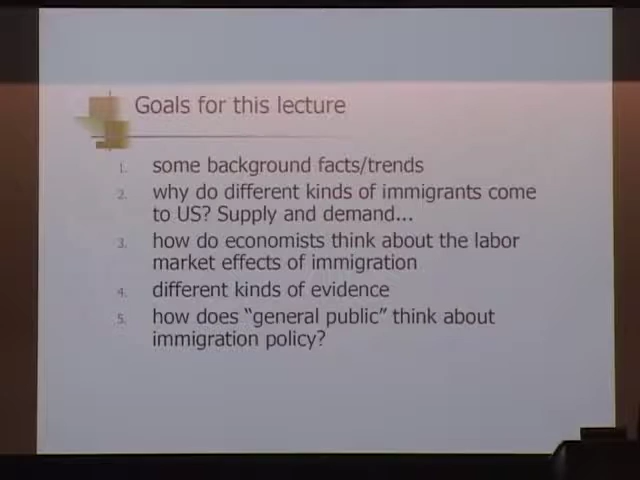 Goals for this lecture
1. some background facts/trends
2. why do different kinds of immigrants come
to US? Supply and demand...
3. how do economists think about the labor
market effects of immigration
4. different kinds of evidence
5. how does “general public” think about
immigration policy?